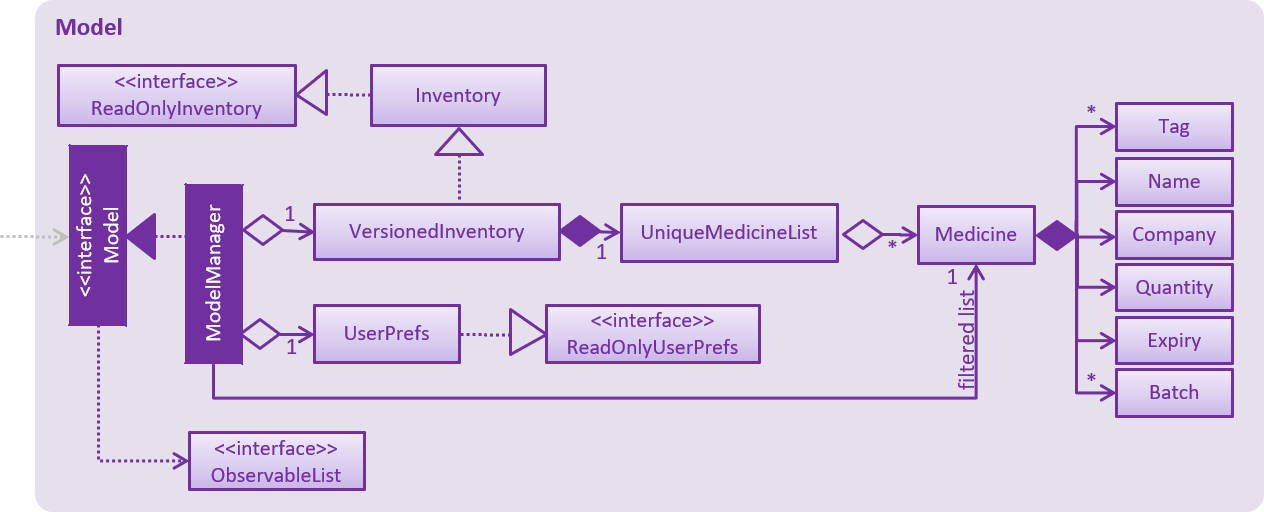 Model
<<interface>>
ReadOnlyInventory
Inventory
*
Tag
<<interface>>
Model
ModelManager
1
VersionedInventory
1
UniqueMedicineList
*
Medicine
Name
Company
1
Quantity
filtered list
1
UserPrefs
<<interface>>
ReadOnlyUserPrefs
Expiry
*
Batch
<<interface>>
ObservableList